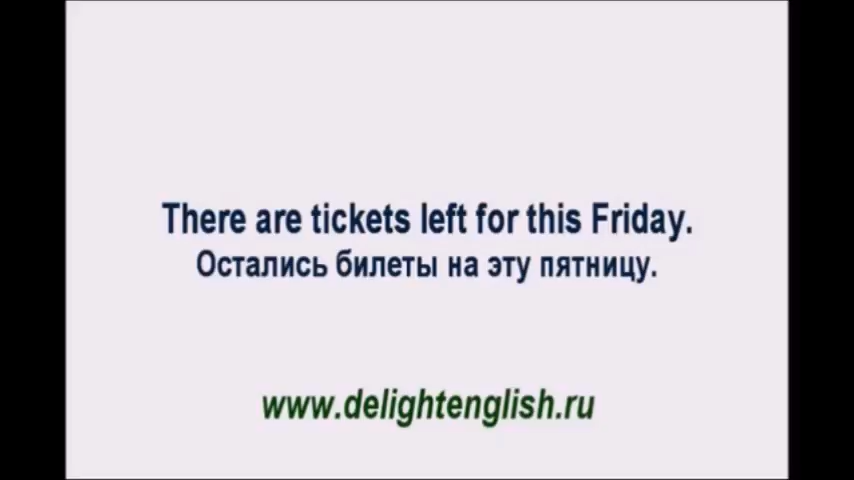 There are tickets left for this Friday.
Остались билеты на эту пятницу.
www.delightenglish.ru